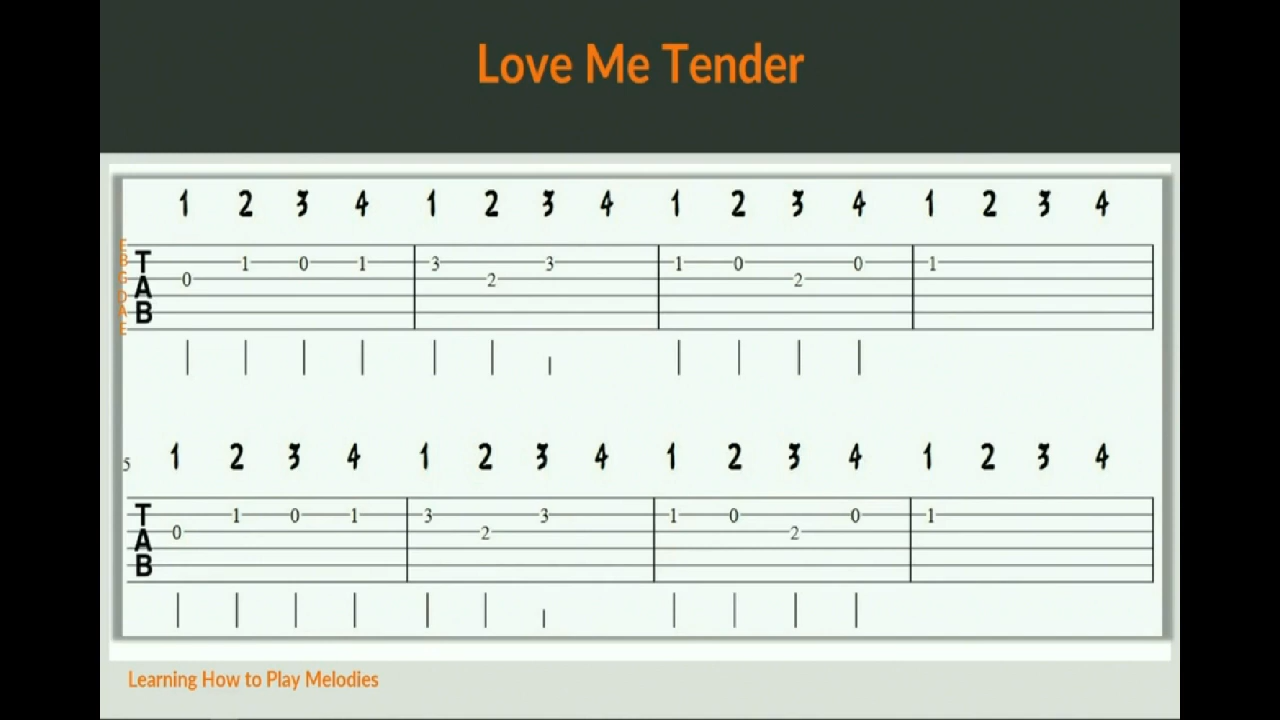 Love Me Tender
1 2 3 4 1 2 3 4 1 2 3 4 1 2 3 4
E
B
G
D
A
E
TAB
1 0 1 3 3 1 0 0 1
0 2 2
5 1 2 3 4 1 2 3 4 1 2 3 4 1 2 3 4
TAB
1 0 1 3 3 1 0 0 1
0 2 2
Learning How to Play Melodies